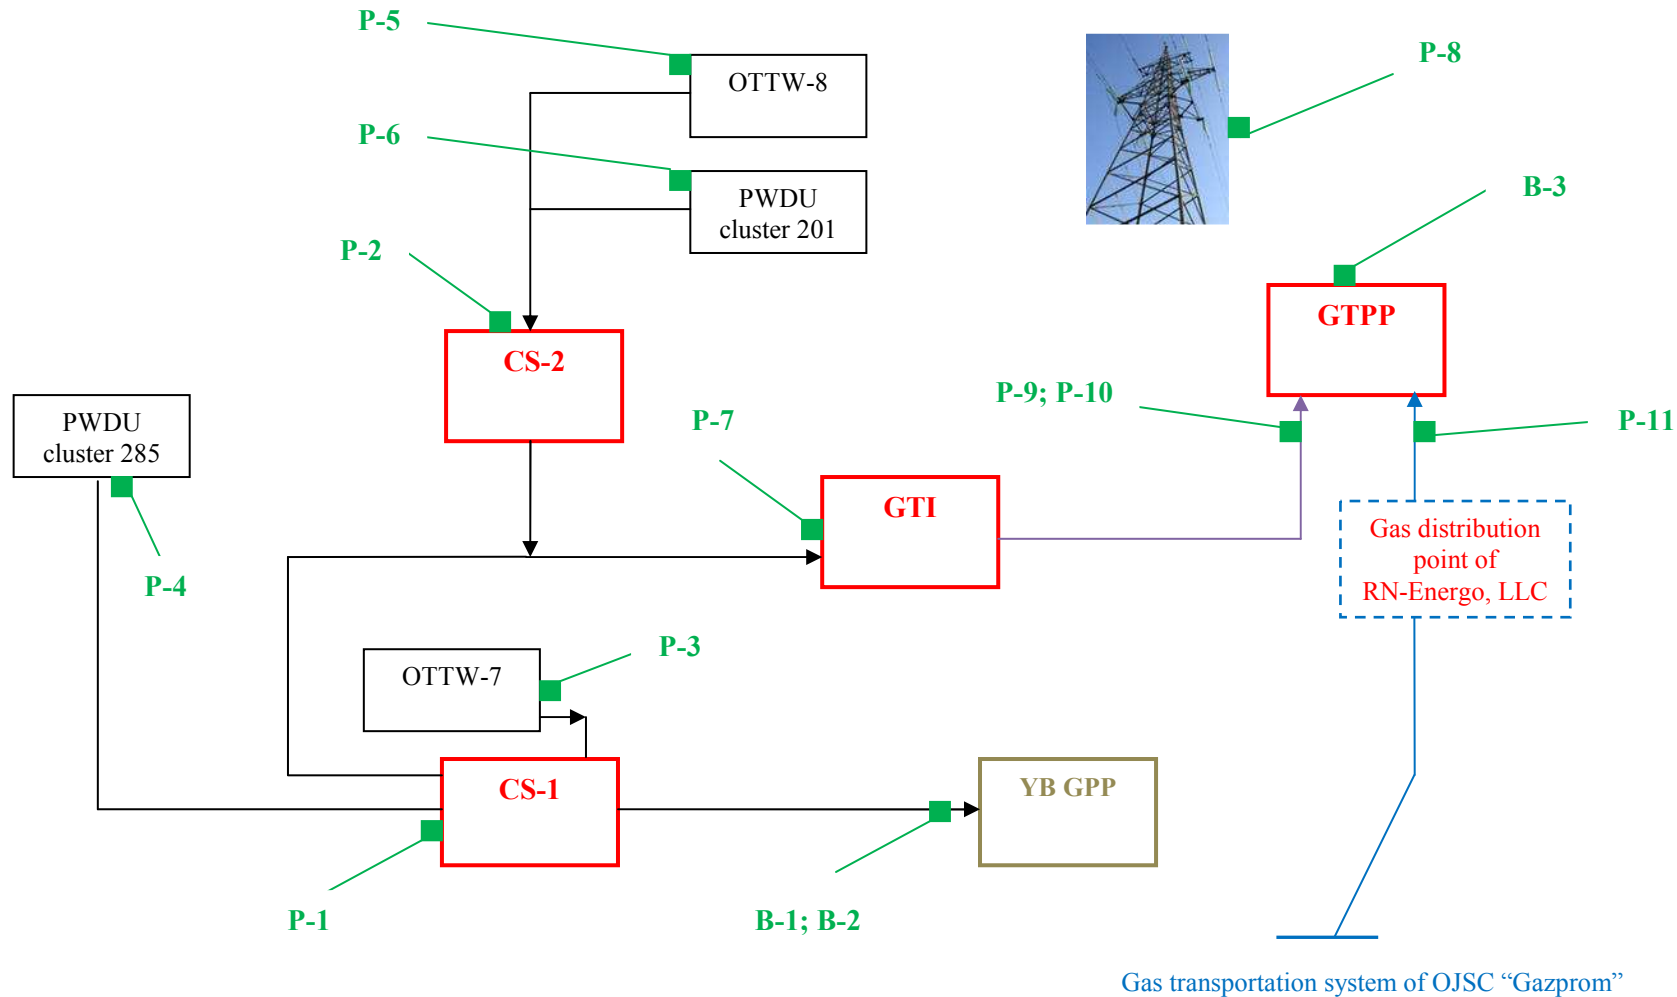 P-5
OTTW-8
P-8
P-6
PWDU
cluster 201
B-3
P-2
GTPP
CS-2
P-9; P-10
PWDU
cluster 285
P-7
P-11
GTI
Gas distribution
point of
RN-Energo, LLC
P-4
P-3
OTTW-7
CS-1
YB GPP
P-1
B-1; B-2
Gas transportation system of OJSC “Gazprom”